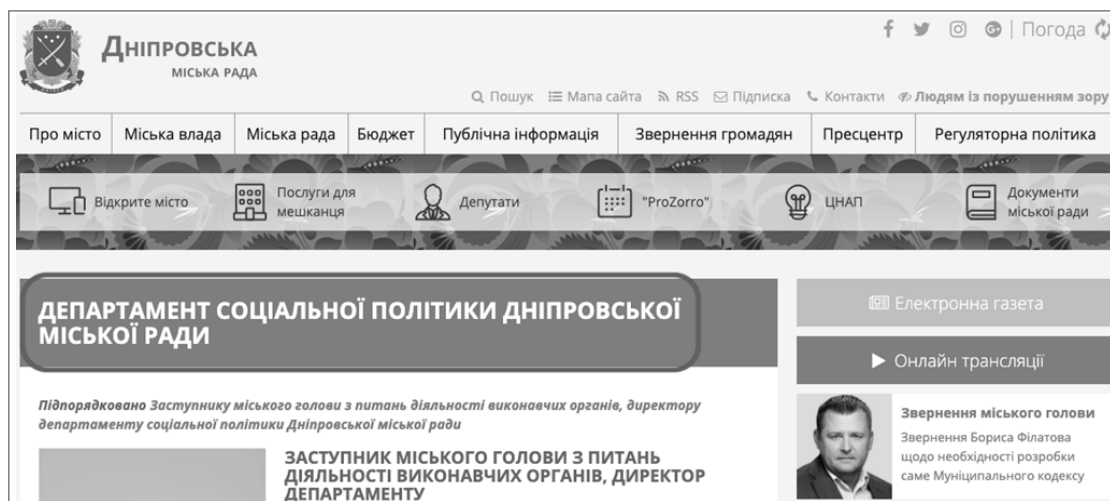 Дніпровська
міська рада
Погода
Пошук Мапа сайта RSS Підписка Контакти Людям із порушенням зору
Про місто Міська влада Міська рада Бюджет Публічна інформація Звернення громадян Пресцентр Регуляторна політика
Відкрите місто
Послуги для
мешканця
Депутати
"ProZorro"
ЦНАП
Документи
міської ради
ДЕПАРТАМЕНТ СОЦІАЛЬНОЇ ПОЛІТИКИ ДНІПРОВСЬКОЇ
МІСЬКОЇ РАДИ
Підпорядковано Заступнику міського голови з питань діяльності виконавчих органів, директору
департаменту соціальної політики Дніпровської міської ради
ЗАСТУПНИК МІСЬКОГО ГОЛОВИ З ПИТАНЬ
ДІЯЛЬНОСТІ ВИКОНАВЧИХ ОРГАНІВ, ДИРЕКТОР
ДЕПАРТАМЕНТУ
Електронна газета
Онлайн трансляції
Звернення міського голови
Звернення Бориса Філатова
щодо необхідності розробки
саме Муніципального кодексу